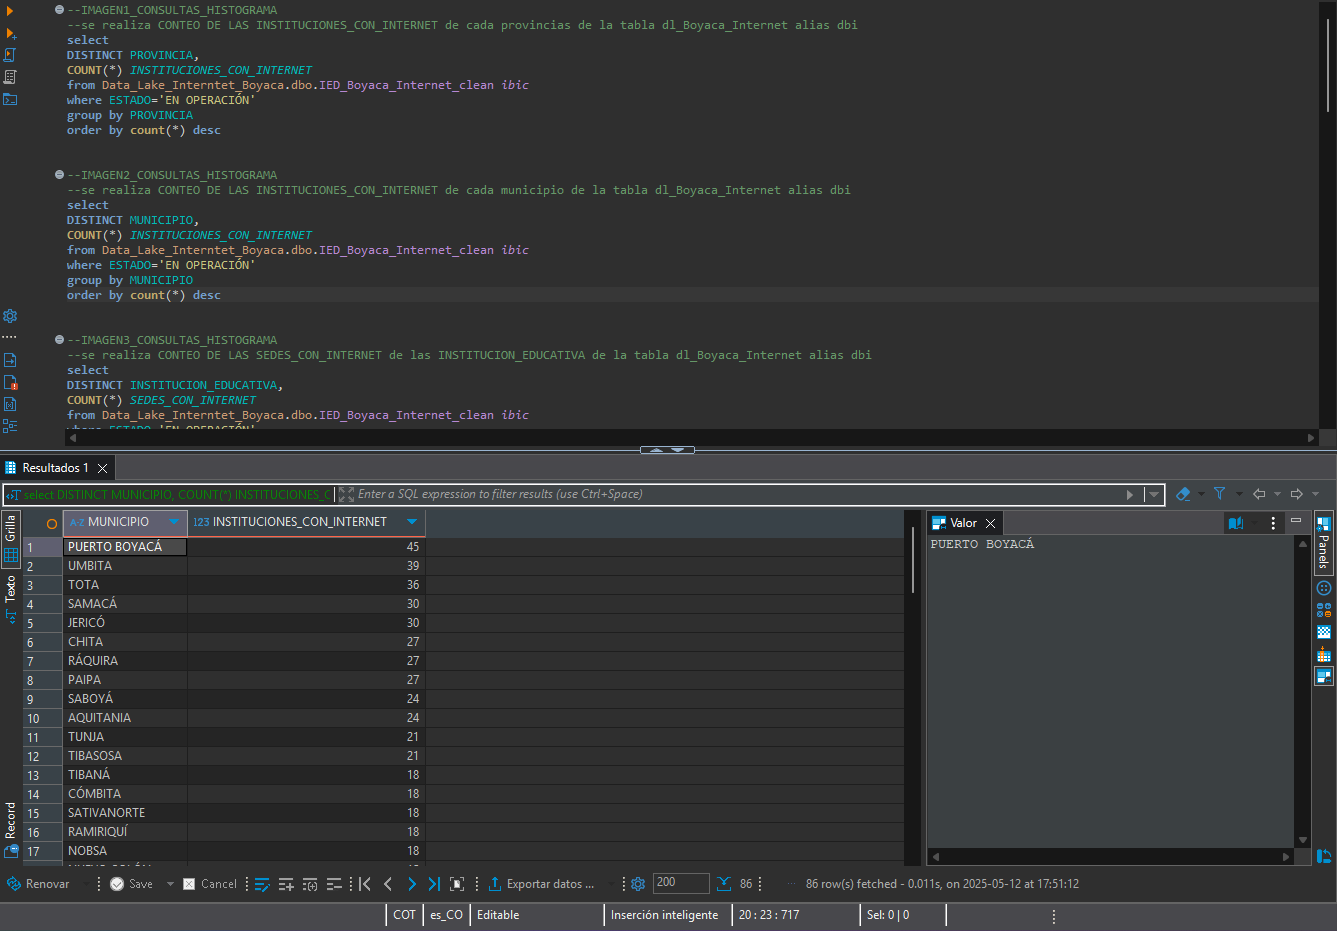 --IMAGEN1_CONSULTAS_HISTOGRAMA
--se realiza CONTEO DE LAS INSTITUCIONES_CON_INTERNET de cada provincias de la tabla dl_Boyaca_Internet alias dbi
select
DISTINCT PROVINCIA,
COUNT(*) INSTITUCIONES_CON_INTERNET
from Data_Lake_Interntet_Boyaca.dbo.IED_Boyaca_Internet_clean ibic
where ESTADO='EN OPERACIÓN'
group by PROVINCIA
order by count(*) desc
--IMAGEN2_CONSULTAS_HISTOGRAMA
--se realiza CONTEO DE LAS INSTITUCIONES_CON_INTERNET de cada municipio de la tabla dl_Boyaca_Internet alias dbi
select
DISTINCT MUNICIPIO,
COUNT(*) INSTITUCIONES_CON_INTERNET
from Data_Lake_Interntet_Boyaca.dbo.IED_Boyaca_Internet_clean ibic
where ESTADO='EN OPERACIÓN'
group by MUNICIPIO
order by count(*) desc
--IMAGEN3_CONSULTAS_HISTOGRAMA
--se realiza CONTEO DE LAS SEDES_CON_INTERNET de las INSTITUCION_EDUCATIVA de la tabla dl_Boyaca_Internet alias dbi
select
DISTINCT INSTITUCION_EDUCATIVA,
COUNT(*) SEDES_CON_INTERNET
from Data_Lake_Interntet_Boyaca.dbo.IED_Boyaca_Internet_clean ibic
where ESTADO='EN OPERACIÓN'
Resultados 1
select DISTINCT MUNICIPIO, COUNT(*) INSTITUCIONES_C
Enter a SQL expression to filter results (use Ctrl+Space)
Grilla
Texto
Record
A-Z MUNICIPIO
123 INSTITUCIONES_CON_INTERNET
1 PUERTO BOYACÁ 45
2 UMBITA 39
3 TOTA 36
4 SAMACÁ 30
5 JERICÓ 30
6 CHITA 27
7 RÁQUIRA 27
8 PAIPA 27
9 SABOYÁ 24
10 AQUITANIA 24
11 TUNJA 21
12 TIBASOSA 21
13 TIBANÁ 18
14 CÓMBITA 18
15 SATIVANORTE 18
16 RAMIRIQUÍ 18
17 NOBSA 18
Valor
PUERTO BOYACÁ
Panels
Renovar
Save
Cancel
Exportar datos ...
200
86
86 row(s) fetched - 0.011s, on 2025-05-12 at 17:51:12
COT
es_CO
Editable
Inserción inteligente
20 : 23 : 717
Sel: 0 | 0